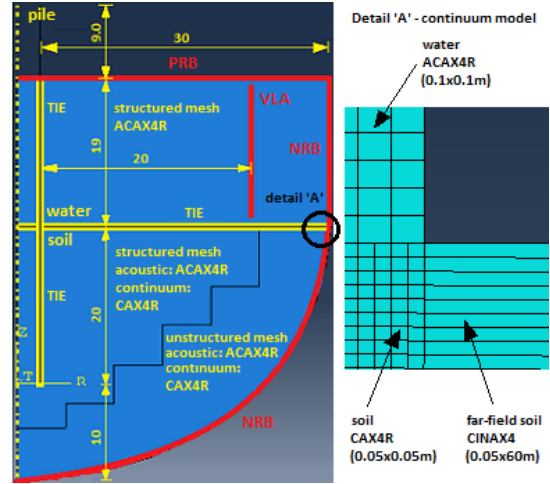 pile
9.0
30
PRB
TIE
structured mesh
ACAX4R
VLA
NRB
19
20
water
TIE
detail 'A'
soil
structured mesh
acoustic: ACAX4R
continuum:
CAX4R
TIE
20
unstructured mesh
acoustic: ACAX4R
continuum:
CAX4R
Z
T
R
10
NRB
Detail 'A' - continuum model
water
ACAX4R
(0.1x0.1m)
soil
CAX4R
(0.05x0.05m)
far-field soil
CINAX4
(0.05x60m)